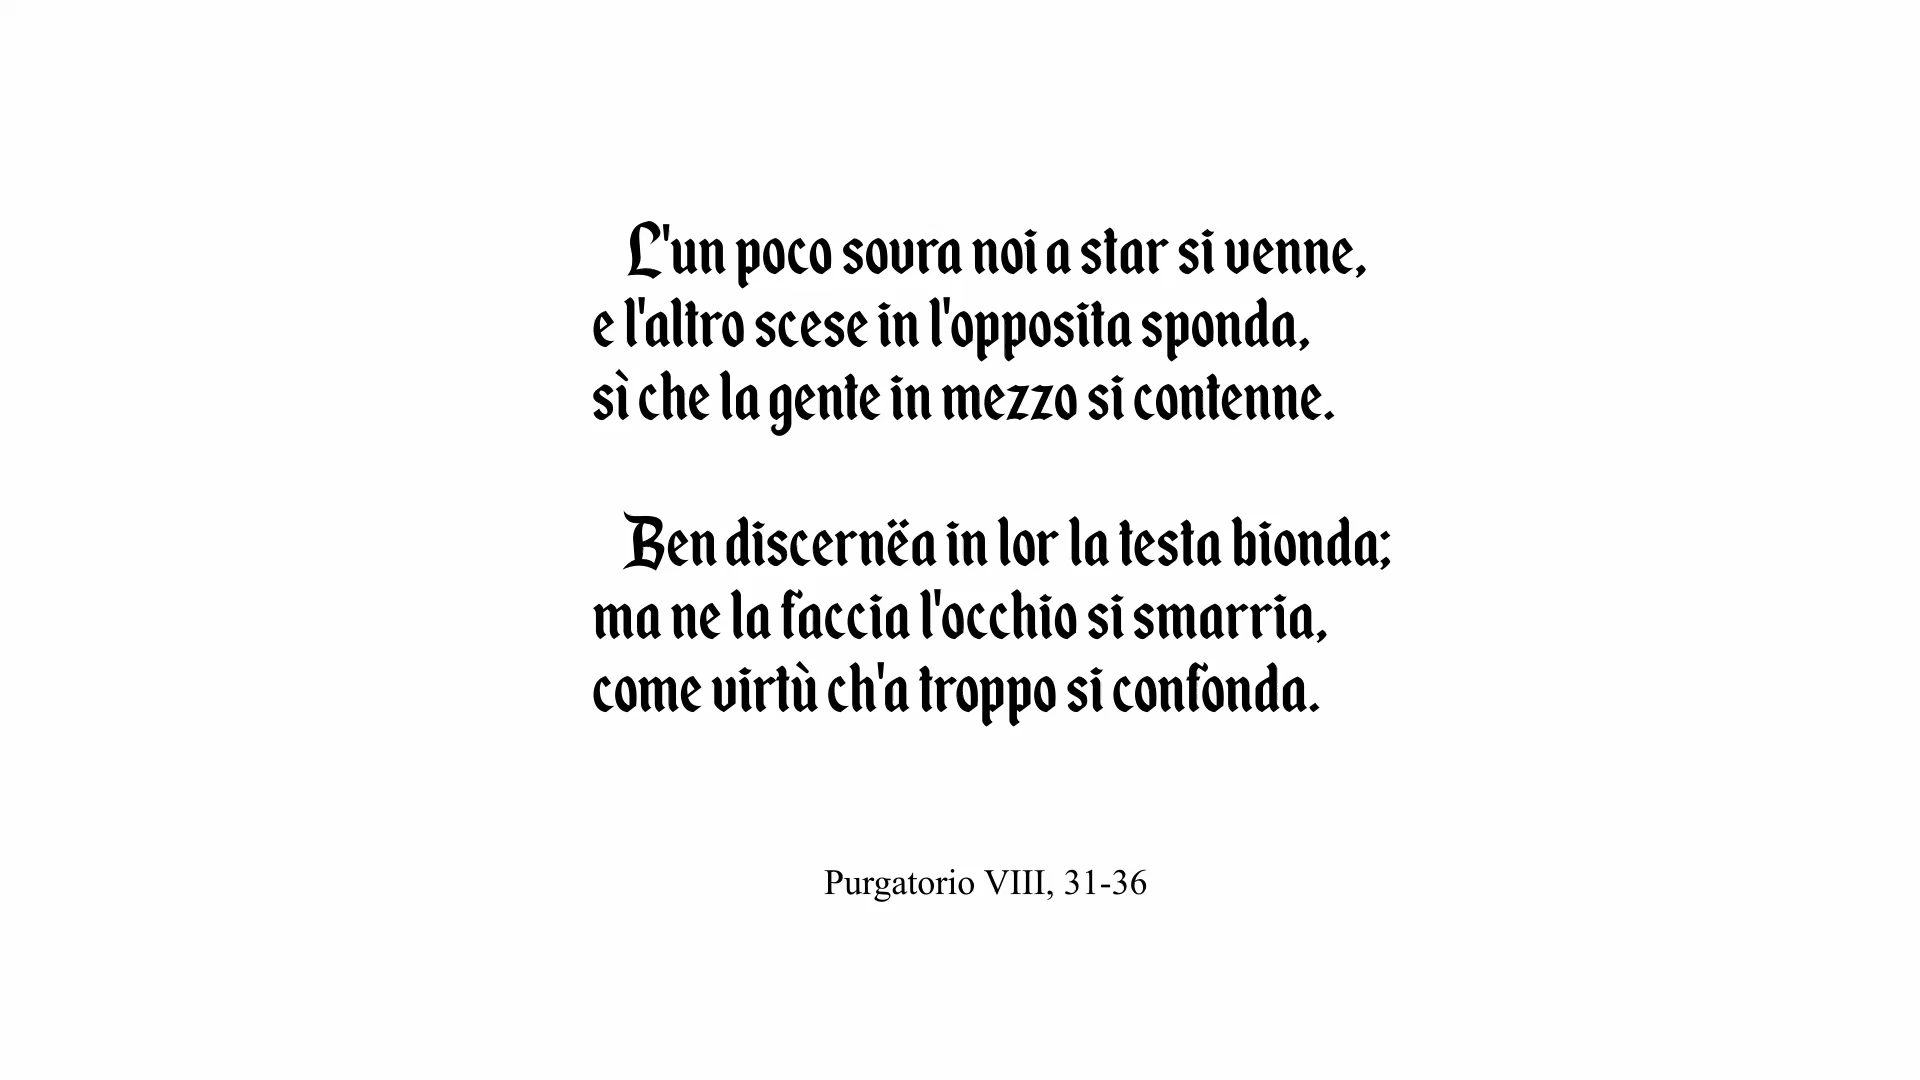 L'un poco sovra noi a star si venne,
e l'altro scese in l'opposita sponda,
sì che la gente in mezzo si contenne.
Ben discernëa in lor la testa bionda;
ma ne la faccia l'occhio si smarria,
come virtù ch'a troppo si confonda.
Purgatorio VIII, 31-36